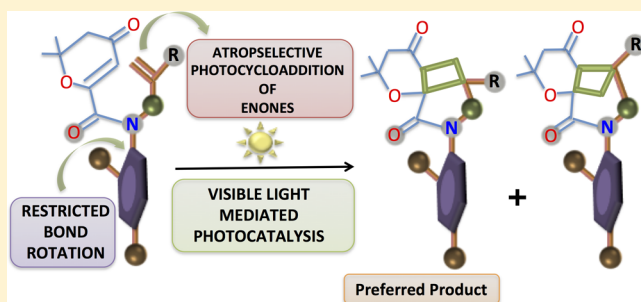 O
R
O
O
N
ATROPSELECTIVE
PHOTOCYCLOADDITION
OF
ENONES
RESTRICTED
BOND
ROTATION
VISIBLE LIGHT
MEDIATED
PHOTOCATALYSIS
O
R
O
O
N
+
O
R
O
O
N
Preferred Product